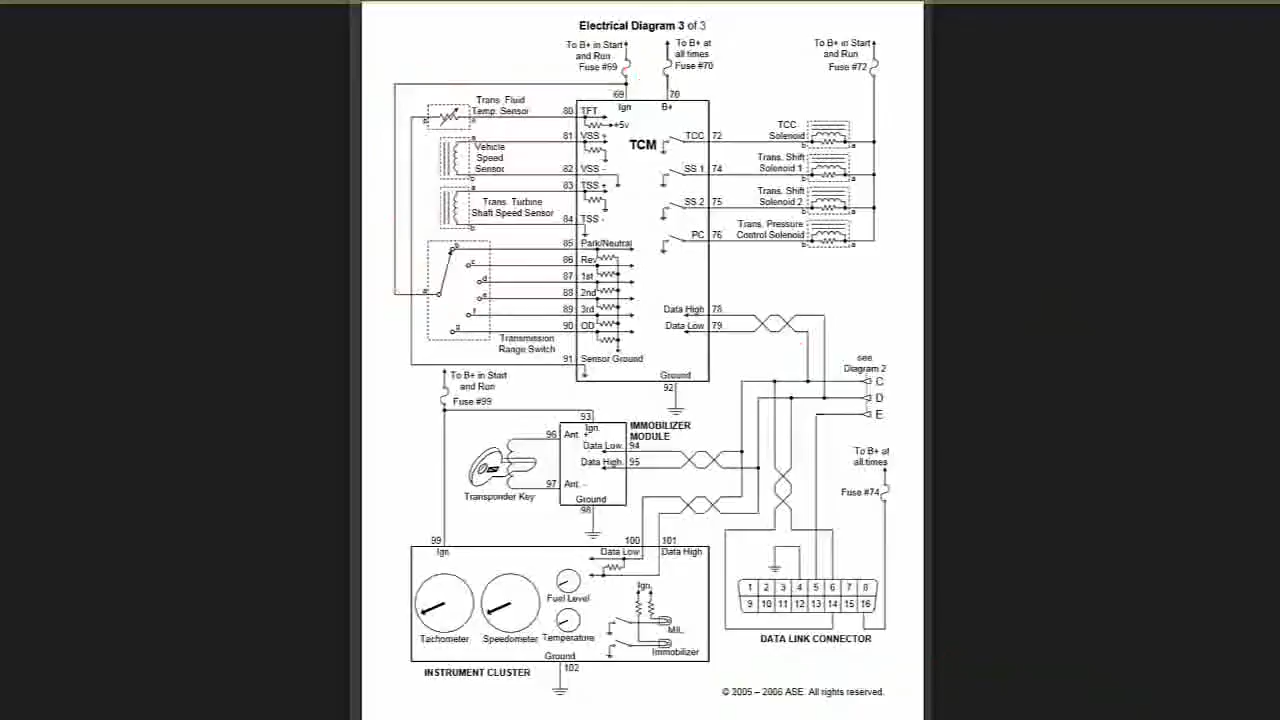 Electrical Diagram 3 of 3
To B+ in Start
and Run
Fuse #69
To B+ at
all times
Fuse #70
To B+ in Start
and Run
Fuse #72
69
70
Ign
B+
Trans. Fluid
Temp. Sensor
a
b
80
TFT
+5v
81
VSS +
Vehicle
Speed
Sensor
a
b
82
VSS -
83
TSS +
Trans. Turbine
Shaft Speed Sensor
a
b
84
TSS -
85
Park/Neutral
86
Rev
87
1st
88
2nd
89
3rd
90
OD
a
b
c
d
e
f
g
Transmission
Range Switch
91
Sensor Ground
TCM
TCC
72
TCC
Solenoid
b
a
SS 1
74
Trans. Shift
Solenoid 1
b
a
SS 2
75
Trans. Shift
Solenoid 2
b
a
PC
76
Trans. Pressure
Control Solenoid
b
a
Data High
78
Data Low
79
Ground
92
see
Diagram 2
C
D
E
To B+ in Start
and Run
Fuse #99
93
Ign.
IMMOBILIZER
MODULE
96
Ant. +
Data Low
94
Data High
95
97
Ant. -
Ground
98
Transponder Key
To B+ at
all times
Fuse #74
99
Ign
100
101
Data Low
Data High
Fuel Level
Ign.
Tachometer
Speedometer
Temperature
MIL
Immobilizer
Ground
102
INSTRUMENT CLUSTER
1 2 3 4 5 6 7 8
9 10 11 12 13 14 15 16
DATA LINK CONNECTOR
© 2005 – 2006 ASE. All rights reserved.